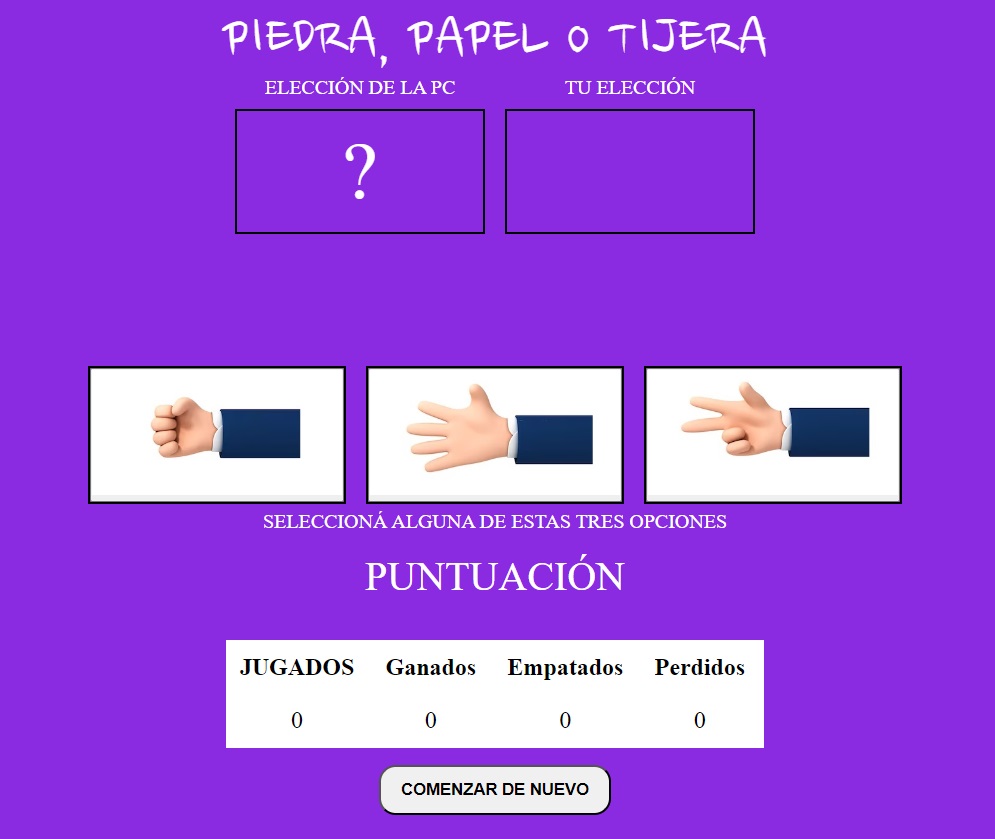 PIEDRA, PAPEL O TIJERA
ELECCIÓN DE LA PC TU ELECCIÓN
?
SELECCIONÁ ALGUNA DE ESTAS TRES OPCIONES
PUNTUACIÓN
JUGADOS Ganados Empatados Perdidos
0 0 0 0
COMENZAR DE NUEVO